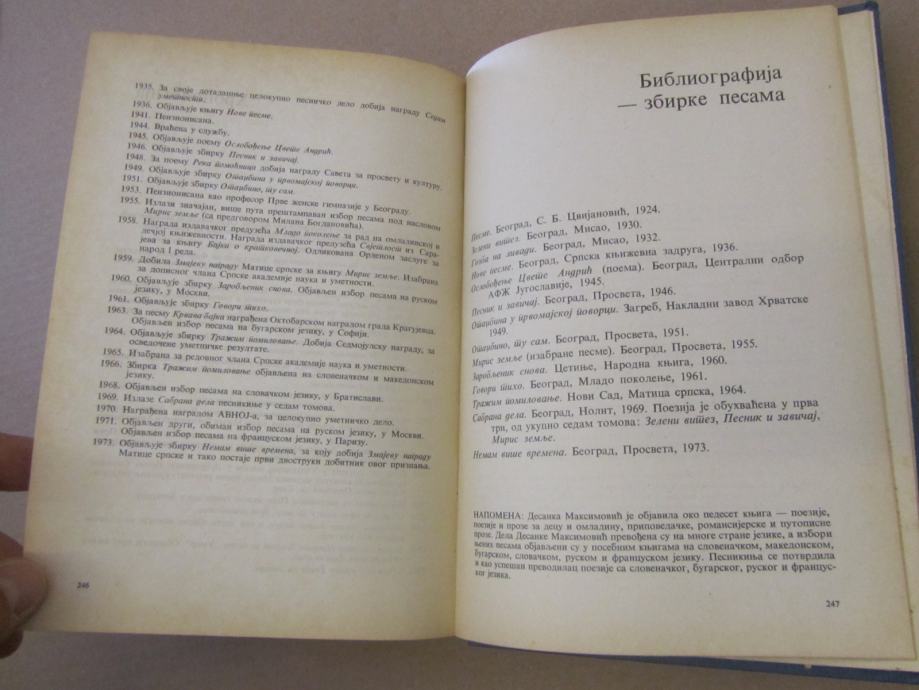 1935. За своје дотадашње целокупно песничко дело добија награду Сејам
уметности.
1936. Објављује књигу Нове песме.
1941. Пензионисана.
1944. Враћена у службу.
1945. Објављује поему Ослобођење Цвете Андрић.
1946. Објављује збирку Песник и завичај.
1948. За поему Река помоћница добија награду Савета за просвету и културу.
1949. Објављује збирку Отаџбина у првомајској поворци.
1951. Објављује збирку Отаџбино, ту сам.
1953. Пензионисана као професор Прве женске гимназије у Београду.
1955. Излази значајан, више пута прештампаван избор песама под насловом
Мирис земље (са предговором Милана Богдановића).
1958. Награда издавачког предузећа Младо поколење за рад на омладинској и
дечјој књижевности. Награда издавачког предузећа Свјетлост из Сара-
јева за књигу Бајки о краткovечној. Одликована Орденом заслуге за
народ I реда.
1959. Добила Змајеву награду Матице српске за књигу Мирис земље. Изабрана
за дописног члана Српске академије наука и уметности.
1960. Објављује збирку Заробљеник снова. Објављен избор песама на руском
језику, у Москви.
1961. Објављује збирку Говори тихо.
1963. За песму Крвава бајка награђена Октобарском наградом града Крагујевца.
Објављен избор песама на бугарском језику, у Софији.
1964. Објављује збирку Тражим помиловање. Добија Седмојулску награду, за
осведочене уметничке резултате.
1965. Изабрана за редовног члана Српске академије наука и уметности.
1966. Збирка Тражим помиловање објављена на словеначком и македонском
језику.
1968. Објављен избор песама на словачком језику, у Братислави.
1969. Излазе Сабрана дела песникиње у седам томова.
1970. Награђена наградом АВНОЈ-а, за целокупно уметничко дело.
1971. Објављен други, обиман избор песама на руском језику, у Москви.
Објављен избор песама на француском језику, у Паризу.
1973. Објављује збирку Немам више времена, за коју добија Змајеву награду
Матице српске и тако постаје први двоструки добитник овог признања.
246
Библиографија
— збирке песама
Песме. Београд, С. Б. Цвијановић, 1924.
Зелени витез. Београд, Мисао, 1930.
Гозба на ливади. Београд, Мисао, 1932.
Нове песме. Београд, Српска књижевна задруга, 1936.
Ослобођење Цвете Андрић (поема). Београд, Централни одбор
АФЖ Југославије, 1945.
Песник и завичај. Београд, Просвета, 1946.
Отаџбина у првомајској поворци. Загреб, Накладни завод Хрватске
1949.
Отаџбино, ту сам. Београд, Просвета, 1951.
Мирис земље (изабране песме). Београд, Просвета, 1955.
Заробљеник снова. Цетиње, Народна књига, 1960.
Говори тихо. Београд, Младо поколење, 1961.
Тражим помиловање. Нови Сад, Матица српска, 1964.
Сабрана дела. Београд, Нолит, 1969. Поезија је обухваћена у прва
три, од укупно седам томова: Зелени витез, Песник и завичај,
Мирис земље.
Немам више времена. Београд, Просвета, 1973.
НАПОМЕНА: Десанка Максимовић је објавила око педесет књига — поезије,
поезије и прозе за децу и омладину, приповедачке, романсијерске и путописне
прозе. Дела Десанке Максимовић превођена су на многе стране језике, а избори
њених песама објављени су у посебним књигама на словеначком, македонском,
бугарском, словачком, руском и француском језику. Песникиња се потврдила
и као успешан преводилац поезије са словеначког, бугарског, руског и францус-
ког језика.
247